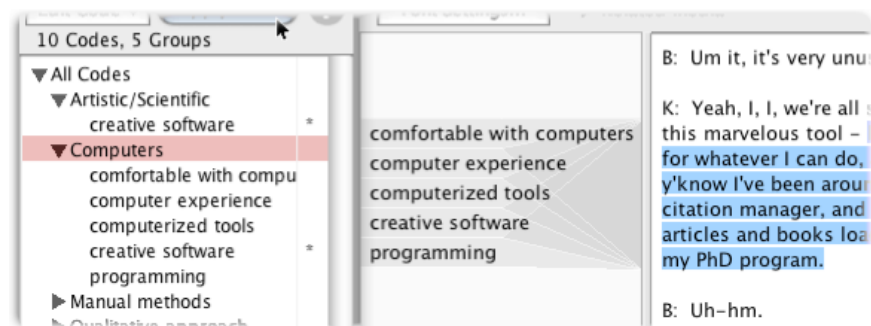 10 Codes, 5 Groups
All Codes
Artistic/Scientific
creative software *
Computers
comfortable with compu
computer experience
computerized tools
creative software *
programming
Manual methods
Qualitative approach
comfortable with computers
computer experience
computerized tools
creative software
programming
B: Um it, it's very unu
K: Yeah, I, I, we're all
this marvelous tool –
for whatever I can do,
y'know I've been arou
citation manager, and
articles and books loa
my PhD program.
B: Uh-hm.